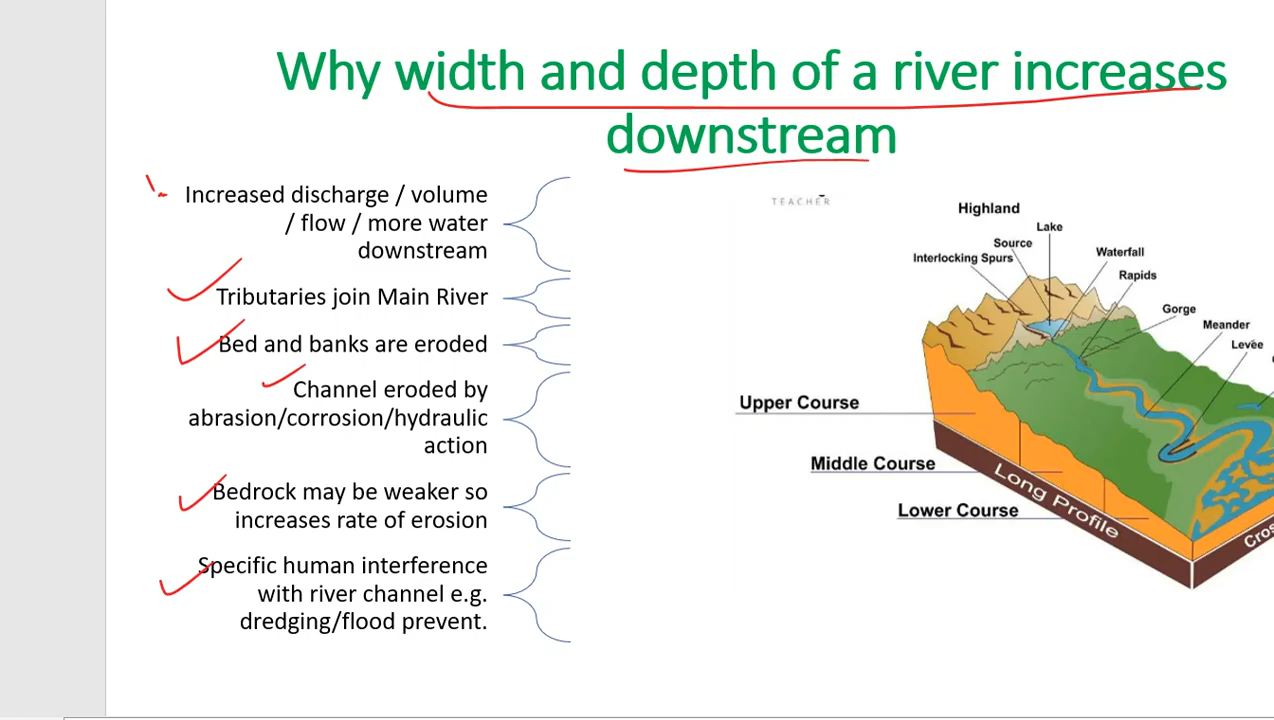 Why width and depth of a river increases
downstream
Increased discharge / volume
/ flow / more water
downstream
Tributaries join Main River
Bed and banks are eroded
Channel eroded by
abrasion/corrosion/hydraulic
action
Bedrock may be weaker so
increases rate of erosion
Specific human interference
with river channel e.g.
dredging/flood prevent.
TEACHER
Highland
Lake
Source
Interlocking Spurs
Waterfall
Rapids
Gorge
Meander
Levée
Upper Course
Middle Course
Lower Course
Long Profile